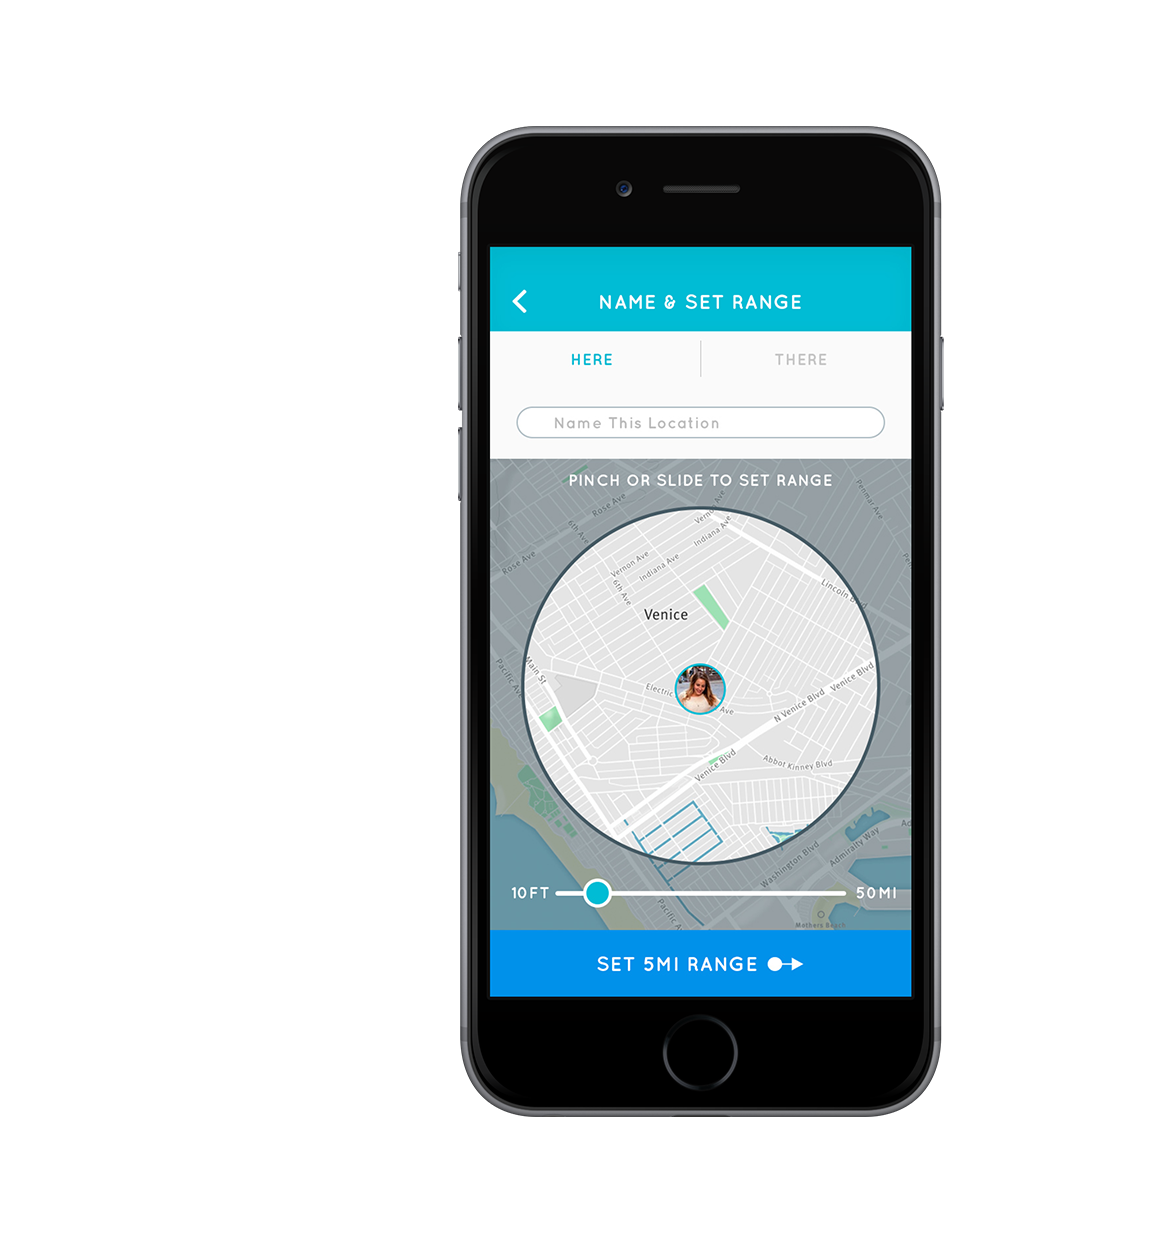 NAME & SET RANGE
HERE
THERE
Name This Location
PINCH OR SLIDE TO SET RANGE
Penmar Ave
Rose Ave
Indiana Ave
6th Ave
Rose Ave
Vernon Ave
Indiana Ave
6th Ave
Lincoln Blvd
Venice
Main St
Pacific Ave
Electric
Ave
Venice Blvd
N Venice Blvd
Venice Blvd
Abbot Kinney Blvd
Washington Blvd
Admiralty Way
Pacific Ave
Mothers Beach
10FT
50MI
SET 5MI RANGE